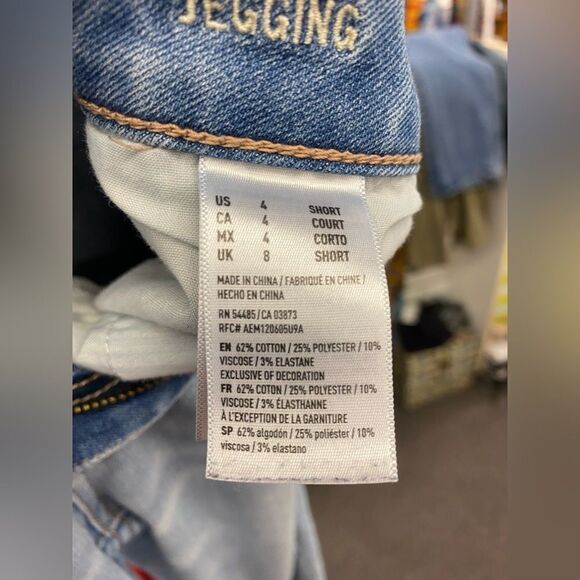 JEGGING
US 4 SHORT
CA 4 COURT
MX 4 CORTO
UK 8 SHORT
MADE IN CHINA / FABRIQUÉ EN CHINE /
HECHO EN CHINA
RN 54485 / CA 03873
RFC# AEM120605U9A
EN 62% COTTON / 25% POLYESTER / 10%
VISCOSE / 3% ELASTANE
EXCLUSIVE OF DECORATION
FR 62% COTON / 25% POLYESTER / 10%
VISCOSE / 3% ÉLASTHANNE
À L'EXCEPTION DE LA GARNITURE
SP 62% algodón / 25% poliéster / 10%
viscosa / 3% elastano